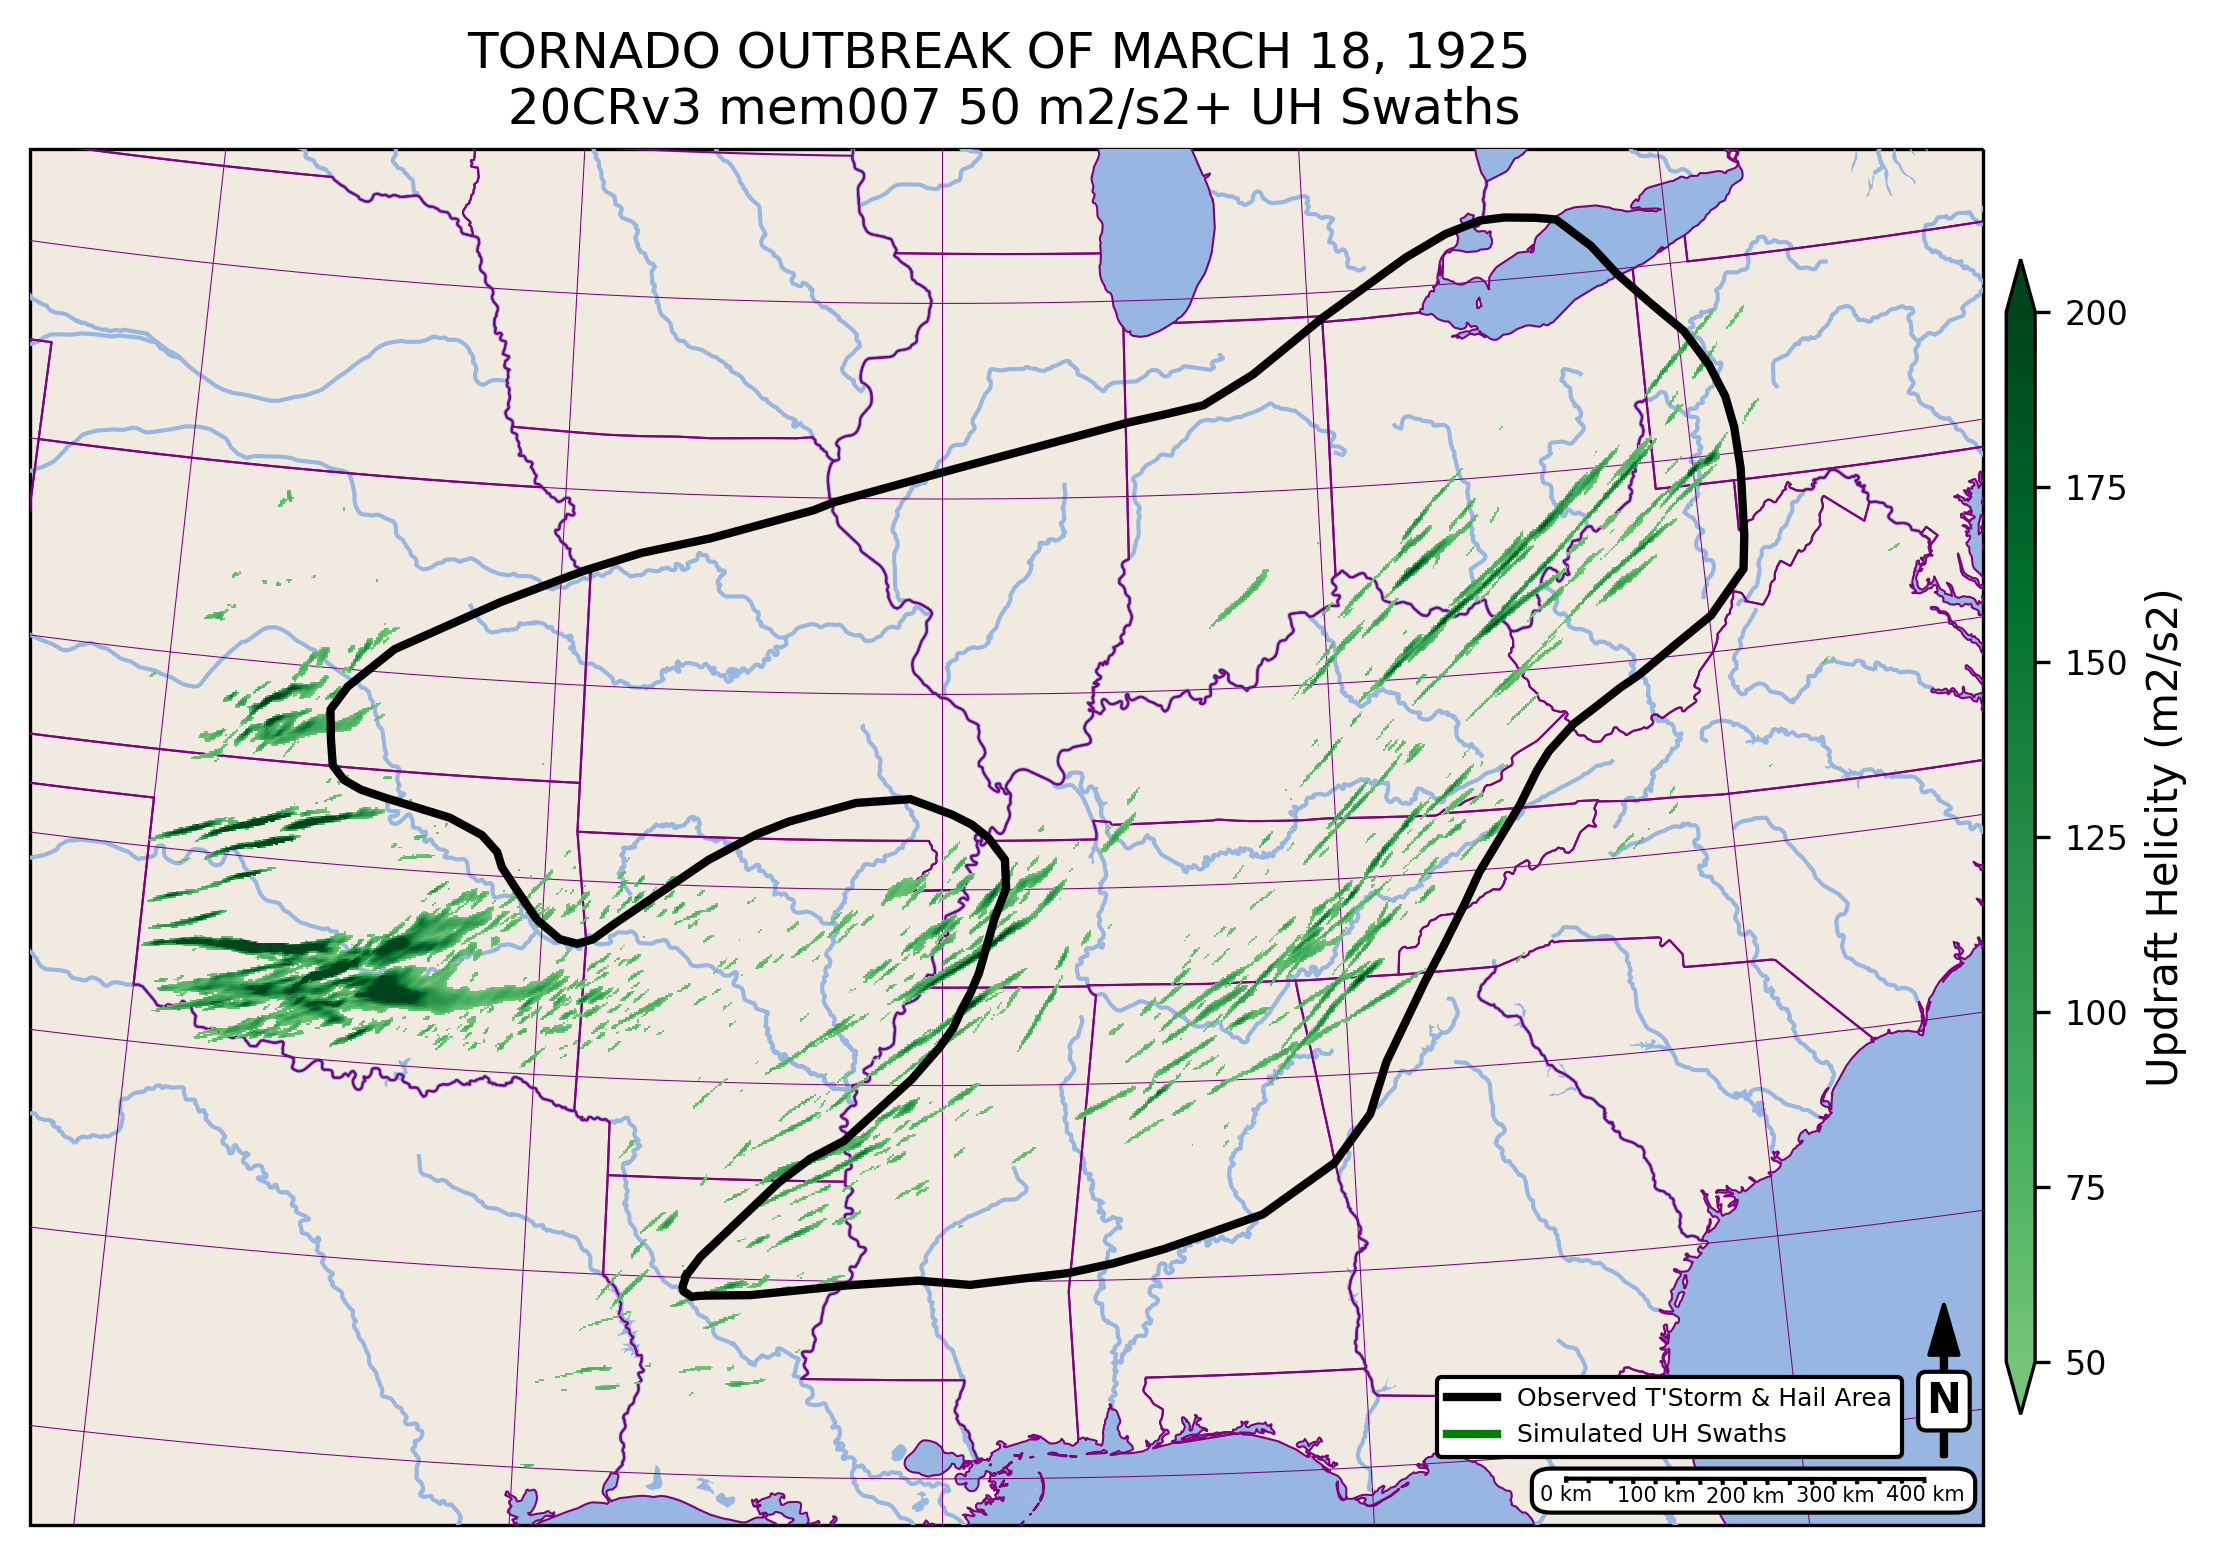 TORNADO OUTBREAK OF MARCH 18, 1925
20CRv3 mem007 50 m2/s2+ UH Swaths
200
175
150
125
100
75
50
Updraft Helicity (m2/s2)
Observed T'Storm & Hail Area
Simulated UH Swaths
N
0 km 100 km 200 km 300 km 400 km